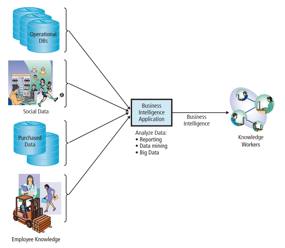 Operational
DBs
Social Data
Purchased
Data
Employee Knowledge
Business
Intelligence
Application
Analyze Data:
• Reporting
• Data mining
• Big Data
Business
Intelligence
Knowledge
Workers